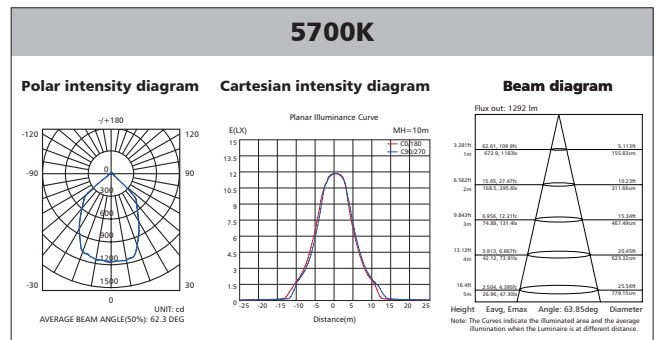 5700K
Polar intensity diagram
-/+180
-120
120
-90
90
0
300
600
900
1200
1500
-30
30
0
UNIT: cd
AVERAGE BEAM ANGLE(50%): 62.3 DEG
Cartesian intensity diagram
Planar Illuminance Curve
E(LX)
MH=10m
C0/180
C90/270
15
13.5
12
10.5
9
7.5
6
4.5
3
1.5
0
-25 -20 -15 -10 -5 0 5 10 15 20 25
Distance(m)
Beam diagram
Flux out: 1292 lm
3.281ft 62.61, 109.9fc 5.113ft
1m 673.9, 1183lx 155.83cm
6.562ft 15.65, 27.47fc 10.23ft
2m 168.5, 295.6lx 311.66cm
9.843ft 6.956, 12.21fc 15.34ft
3m 74.88, 131.4lx 467.49cm
13.12ft 3.913, 6.867fc 20.45ft
4m 42.12, 73.91lx 623.32cm
16.4ft 2.504, 4.395fc 25.56ft
5m 26.96, 47.30lx 779.15cm
Height Eavg, Emax Angle: 63.85deg Diameter
Note: The Curves indicate the illuminated area and the average
illumination when the Luminaire is at different distance.